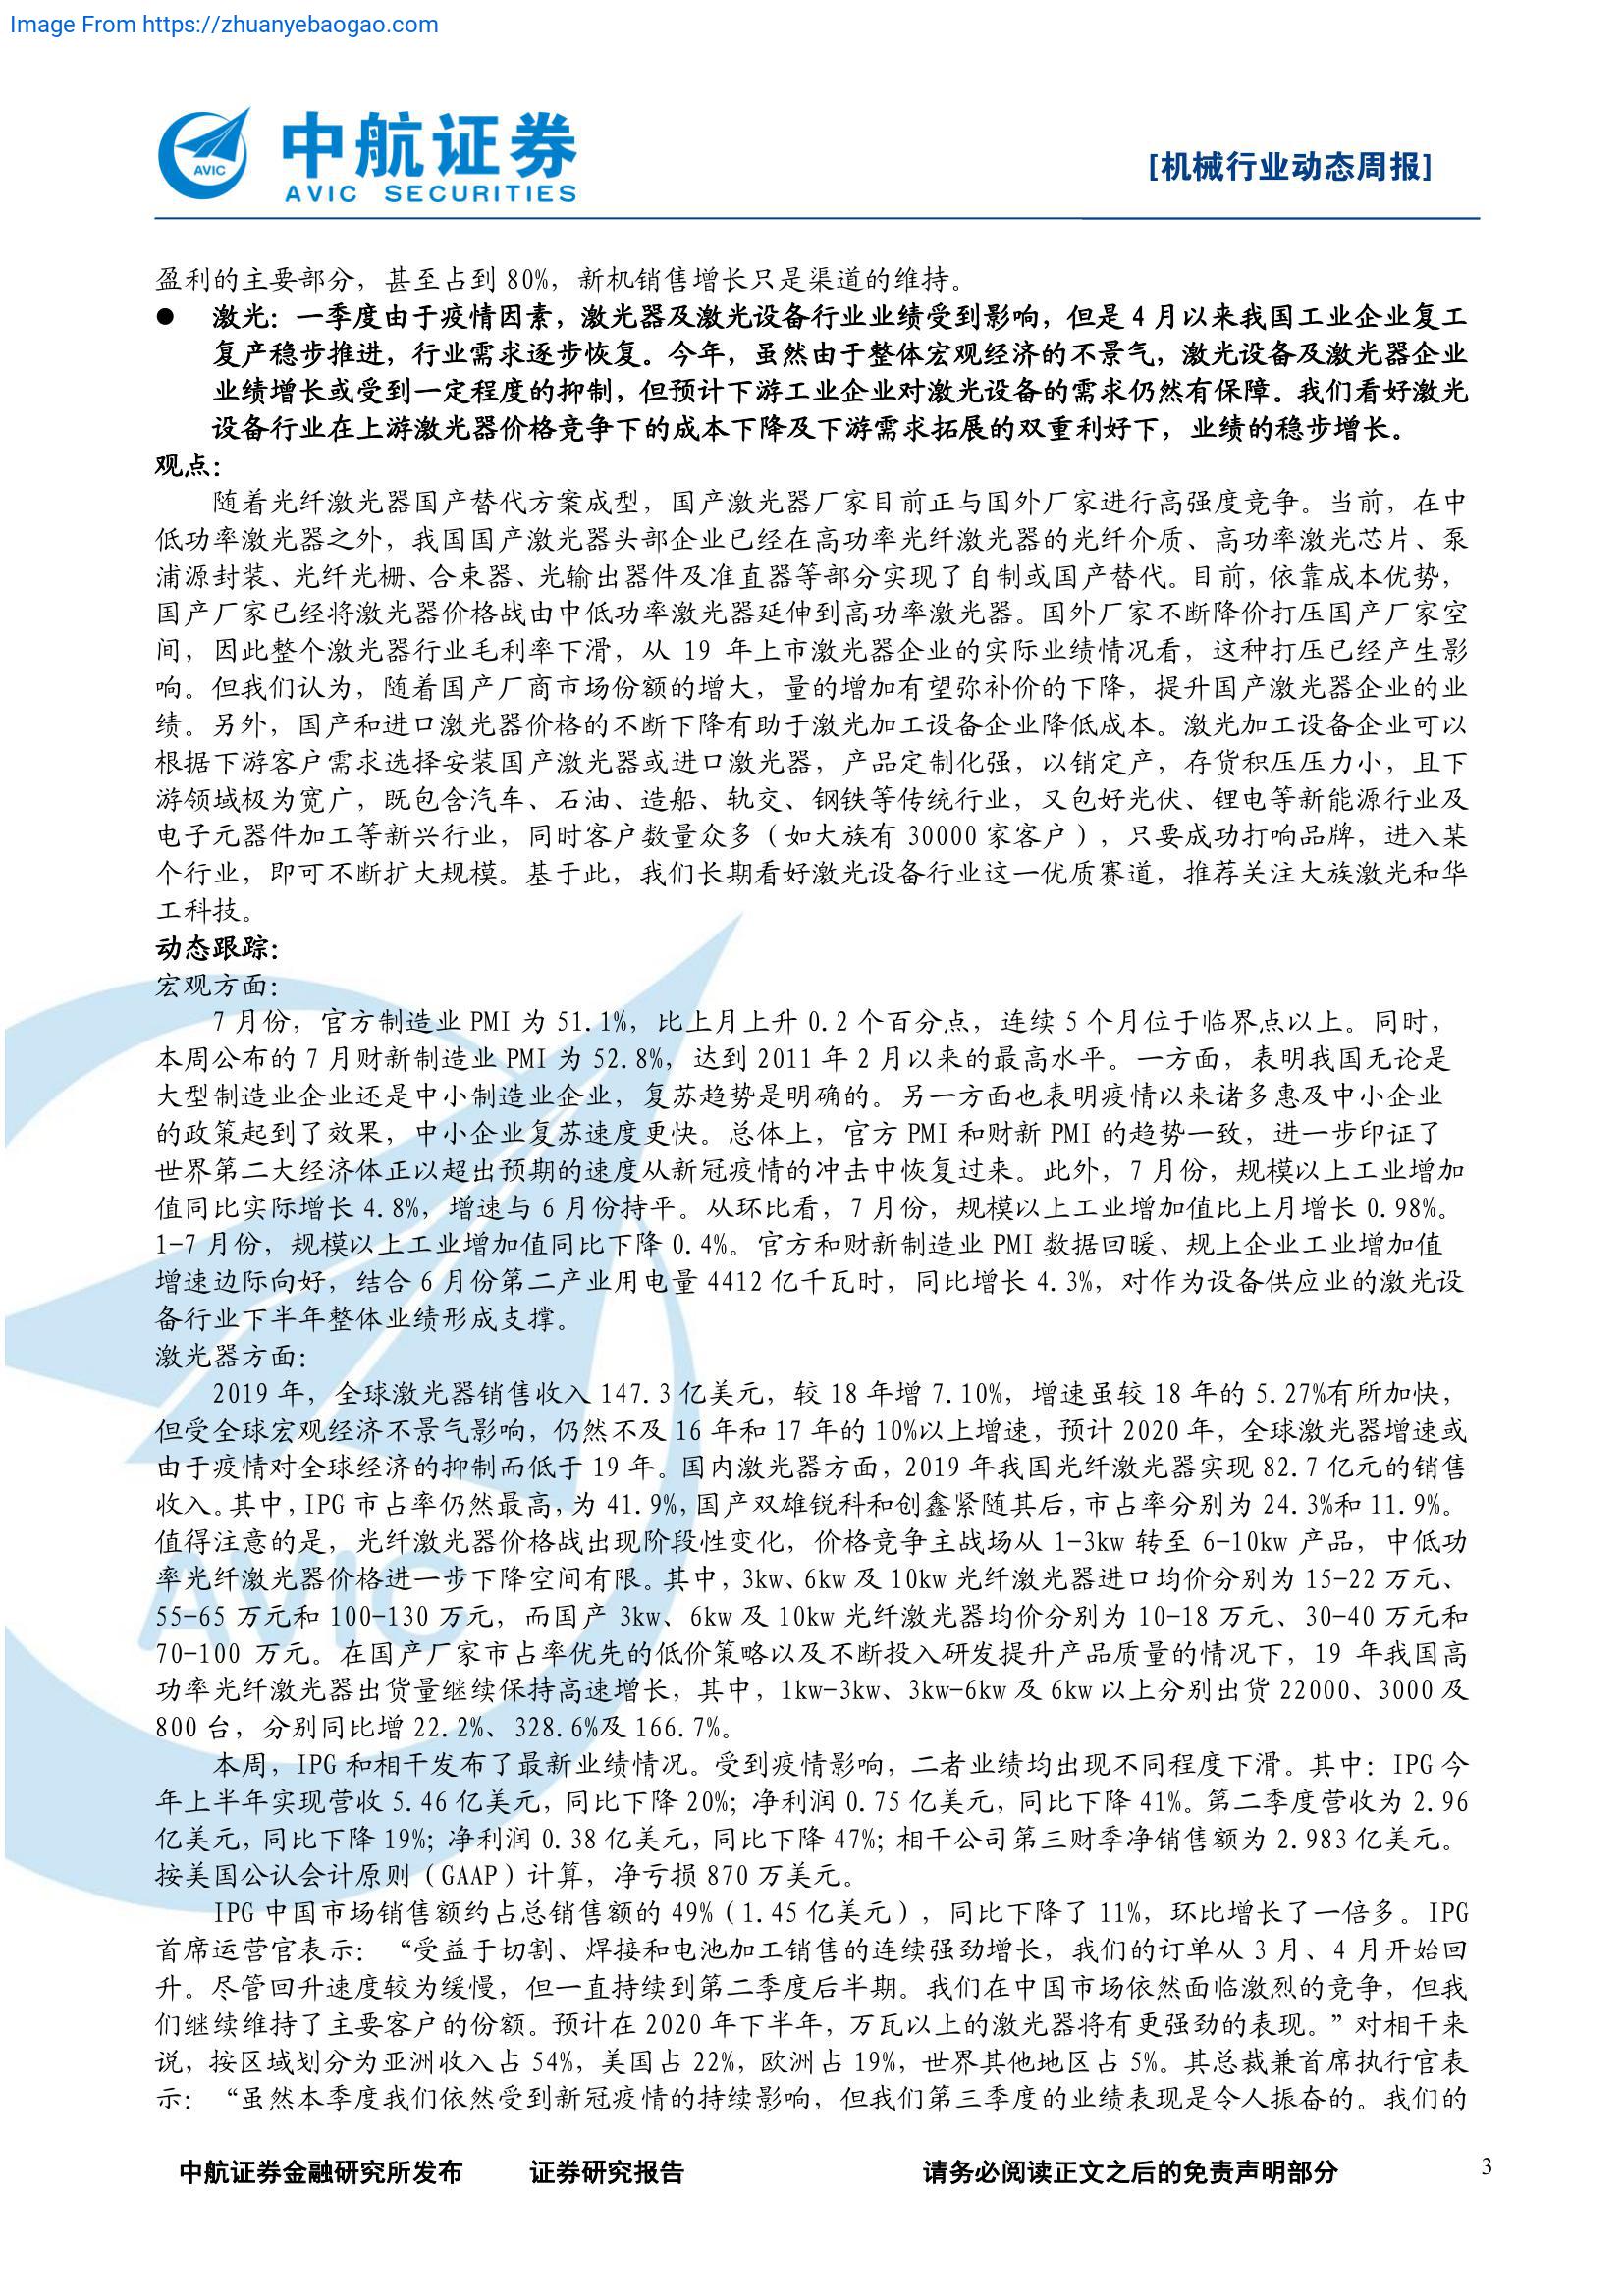 Image From https://zhuanyebaogao.com
AVIC
中航证券
AVIC SECURITIES
[机械行业动态周报]
盈利的主要部分，甚至占到 80%，新机销售增长只是渠道的维持。
● 激光：一季度由于疫情因素，激光器及激光设备行业业绩受到影响，但是 4 月以来我国工业企业复工
复产稳步推进，行业需求逐步恢复。今年，虽然由于整体宏观经济的不景气，激光设备及激光器企业
业绩增长或受到一定程度的抑制，但预计下游工业企业对激光设备的需求仍然有保障。我们看好激光
设备行业在上游激光器价格竞争下的成本下降及下游需求拓展的双重利好下，业绩的稳步增长。
观点：
随着光纤激光器国产替代方案成型，国产激光器厂家目前正与国外厂家进行高强度竞争。当前，在中
低功率激光器之外，我国国产激光器头部企业已经在高功率光纤激光器的光纤介质、高功率激光芯片、泵
浦源封装、光纤光栅、合束器、光输出器件及准直器等部分实现了自制或国产替代。目前，依靠成本优势，
国产厂家已经将激光器价格战由中低功率激光器延伸到高功率激光器。国外厂家不断降价打压国产厂家空
间，因此整个激光器行业毛利率下滑，从 19 年上市激光器企业的实际业绩情况看，这种打压已经产生影
响。但我们认为，随着国产厂商市场份额的增大，量的增加有望弥补价的下降，提升国产激光器企业的业
绩。另外，国产和进口激光器价格的不断下降有助于激光加工设备企业降低成本。激光加工设备企业可以
根据下游客户需求选择安装国产激光器或进口激光器，产品定制化强，以销定产，存货积压压力小，且下
游领域极为宽广，既包含汽车、石油、造船、轨交、钢铁等传统行业，又包好光伏、锂电等新能源行业及
电子元器件加工等新兴行业，同时客户数量众多（如大族有 30000 家客户），只要成功打响品牌，进入某
个行业，即可不断扩大规模。基于此，我们长期看好激光设备行业这一优质赛道，推荐关注大族激光和华
工科技。
动态跟踪：
宏观方面：
7 月份，官方制造业 PMI 为 51.1%，比上月上升 0.2 个百分点，连续 5 个月位于临界点以上。同时，
本周公布的 7 月财新制造业 PMI 为 52.8%，达到 2011 年 2 月以来的最高水平。一方面，表明我国无论是
大型制造业企业还是中小制造业企业，复苏趋势是明确的。另一方面也表明疫情以来诸多惠及中小企业
的政策起到了效果，中小企业复苏速度更快。总体上，官方 PMI 和财新 PMI 的趋势一致，进一步印证了
世界第二大经济体正以超出预期的速度从新冠疫情的冲击中恢复过来。此外，7 月份，规模以上工业增加
值同比实际增长 4.8%，增速与 6 月份持平。从环比看，7 月份，规模以上工业增加值比上月增长 0.98%。
1-7 月份，规模以上工业增加值同比下降 0.4%。官方和财新制造业 PMI 数据回暖、规上企业工业增加值
增速边际向好，结合 6 月份第二产业用电量 4412 亿千瓦时，同比增长 4.3%，对作为设备供应业的激光设
备行业下半年整体业绩形成支撑。
激光器方面：
2019 年，全球激光器销售收入 147.3 亿美元，较 18 年增 7.10%，增速虽较 18 年的 5.27%有所加快，
但受全球宏观经济不景气影响，仍然不及 16 年和 17 年的 10%以上增速，预计 2020 年，全球激光器增速或
由于疫情对全球经济的抑制而低于 19 年。国内激光器方面，2019 年我国光纤激光器实现 82.7 亿元的销售
收入。其中，IPG 市占率仍然最高，为 41.9%，国产双雄锐科和创鑫紧随其后，市占率分别为 24.3%和 11.9%。
值得注意的是，光纤激光器价格战出现阶段性变化，价格竞争主战场从 1-3kw 转至 6-10kw 产品，中低功
率光纤激光器价格进一步下降空间有限。其中，3kw、6kw 及 10kw 光纤激光器进口均价分别为 15-22 万元、
55-65 万元和 100-130 万元，而国产 3kw、6kw 及 10kw 光纤激光器均价分别为 10-18 万元、30-40 万元和
70-100 万元。在国产厂家市占率优先的低价策略以及不断投入研发提升产品质量的情况下，19 年我国高
功率光纤激光器出货量继续保持高速增长，其中，1kw-3kw、3kw-6kw 及 6kw 以上分别出货 22000、3000 及
800 台，分别同比增 22.2%、328.6%及 166.7%。
本周，IPG 和相干发布了最新业绩情况。受到疫情影响，二者业绩均出现不同程度下滑。其中：IPG 今
年上半年实现营收 5.46 亿美元，同比下降 20%；净利润 0.75 亿美元，同比下降 41%。第二季度营收为 2.96
亿美元，同比下降 19%；净利润 0.38 亿美元，同比下降 47%；相干公司第三财季净销售额为 2.983 亿美元。
按美国公认会计原则（GAAP）计算，净亏损 870 万美元。
IPG 中国市场销售额约占总销售额的 49%（1.45 亿美元），同比下降了 11%，环比增长了一倍多。IPG
首席运营官表示：“受益于切割、焊接和电池加工销售的连续强劲增长，我们的订单从 3 月、4 月开始回
升。尽管回升速度较为缓慢，但一直持续到第二季度后半期。我们在中国市场依然面临激烈的竞争，但我
们继续维持了主要客户的份额。预计在 2020 年下半年，万瓦以上的激光器将有更强劲的表现。”对相干来
说，按区域划分为亚洲收入占 54%，美国占 22%，欧洲占 19%，世界其他地区占 5%。其总裁兼首席执行官表
示：“虽然本季度我们依然受到新冠疫情的持续影响，但我们第三季度的业绩表现是令人振奋的。我们的
中航证券金融研究所发布 证券研究报告 请务必阅读正文之后的免责声明部分 3